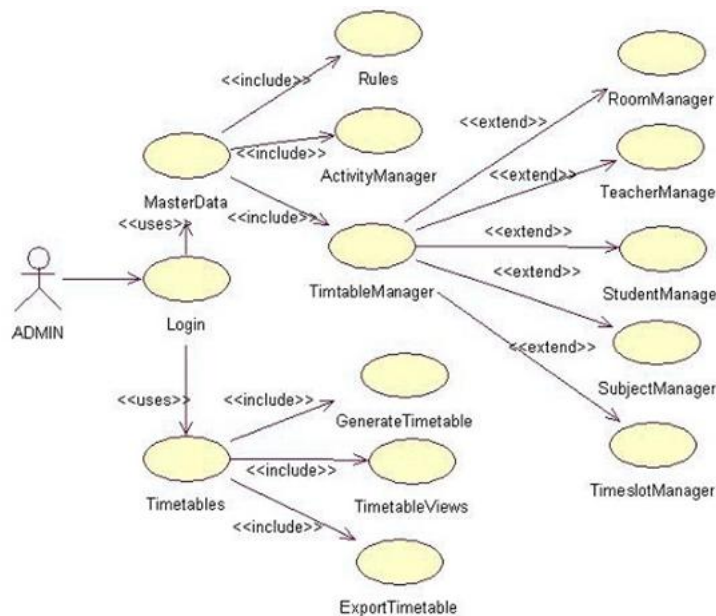 <<include>>
Rules
RoomManager
<<include>>
ActivityManager
<<extend>>
MasterData
<<include>>
<<extend>>
TeacherManage
<<uses>>
<<extend>>
ADMIN
Login
TimtableManager
StudentManage
<<extend>>
<<extend>>
SubjectManager
<<uses>>
<<include>>
GenerateTimetable
Timetables
<<include>>
TimetableViews
TimeslotManager
<<include>>
ExportTimetable